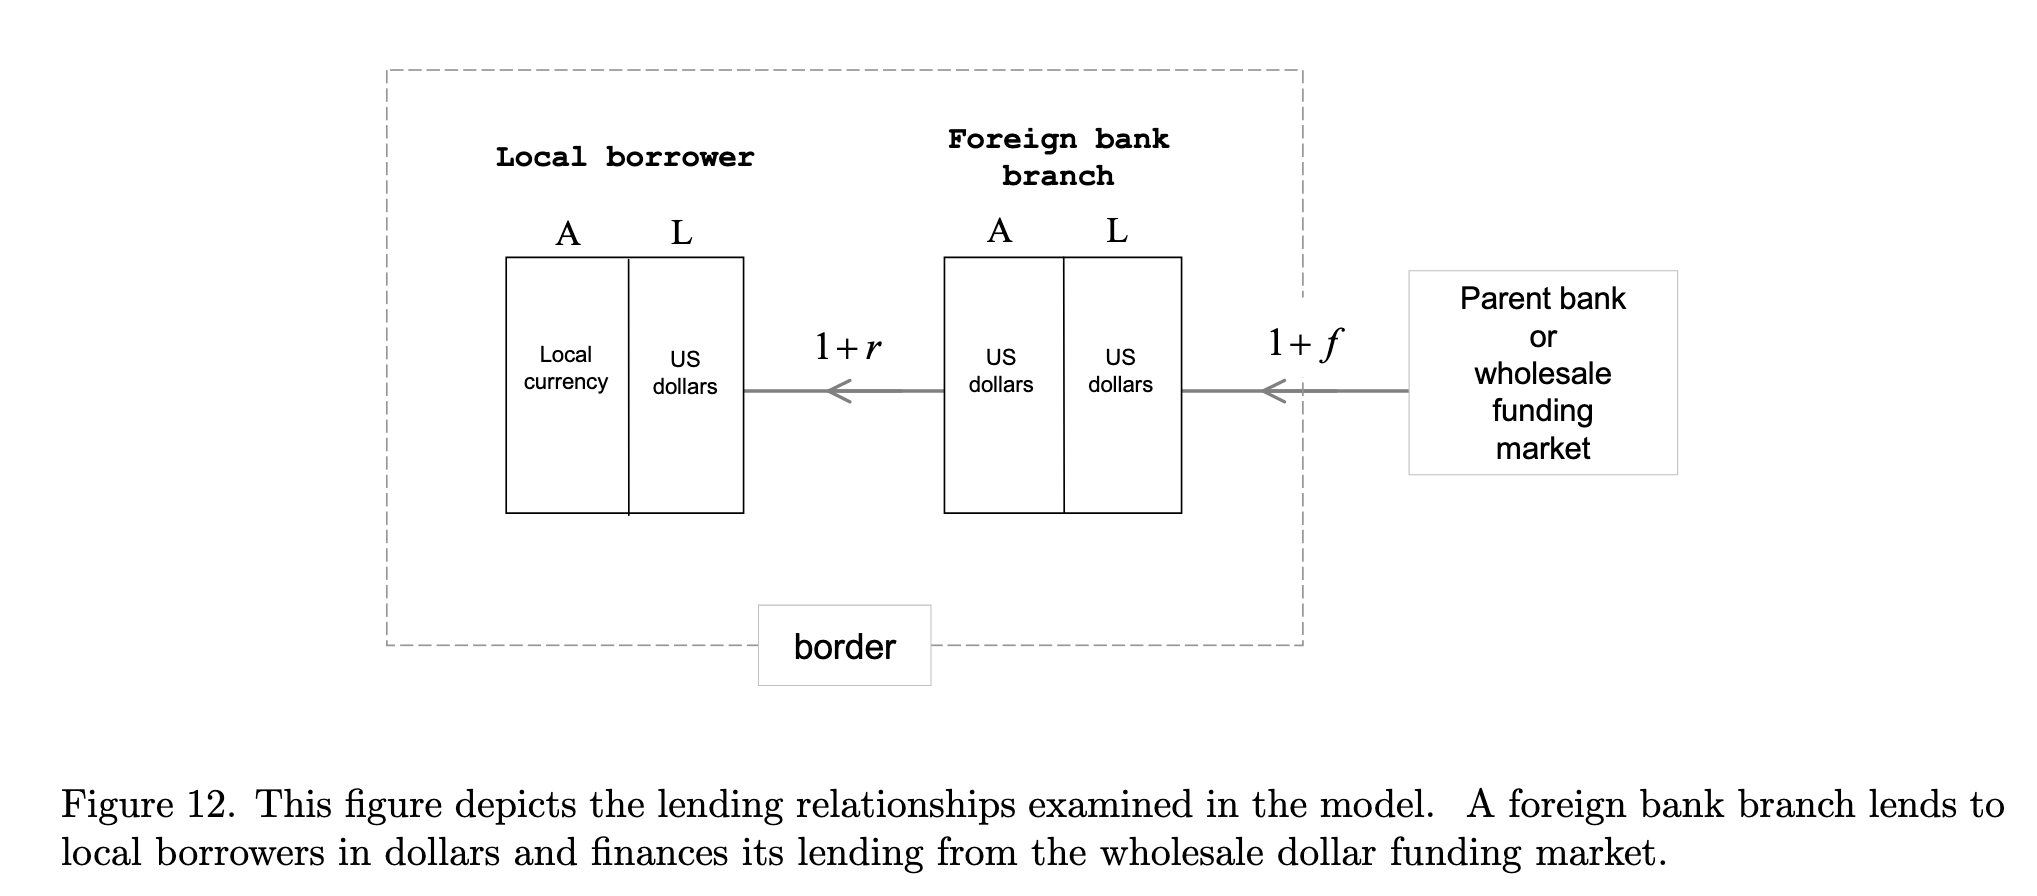 Local borrower
Foreign bank
branch
A L
A L
Local
currency
US
dollars
1+r
US
dollars
US
dollars
1+ f
Parent bank
or
wholesale
funding
market
border
Figure 12. This figure depicts the lending relationships examined in the model. A foreign bank branch lends to
local borrowers in dollars and finances its lending from the wholesale dollar funding market.